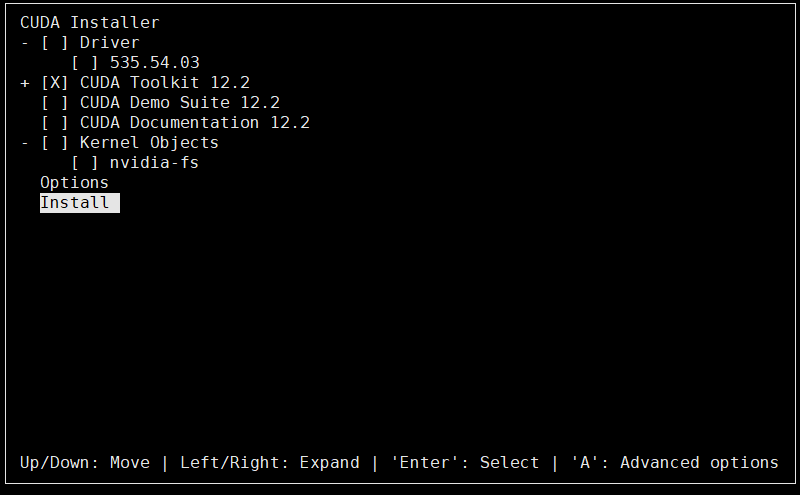 CUDA Installer
- [ ] Driver
[ ] 535.54.03
+ [X] CUDA Toolkit 12.2
[ ] CUDA Demo Suite 12.2
[ ] CUDA Documentation 12.2
- [ ] Kernel Objects
[ ] nvidia-fs
Options
Install
Up/Down: Move | Left/Right: Expand | 'Enter': Select | 'A': Advanced options